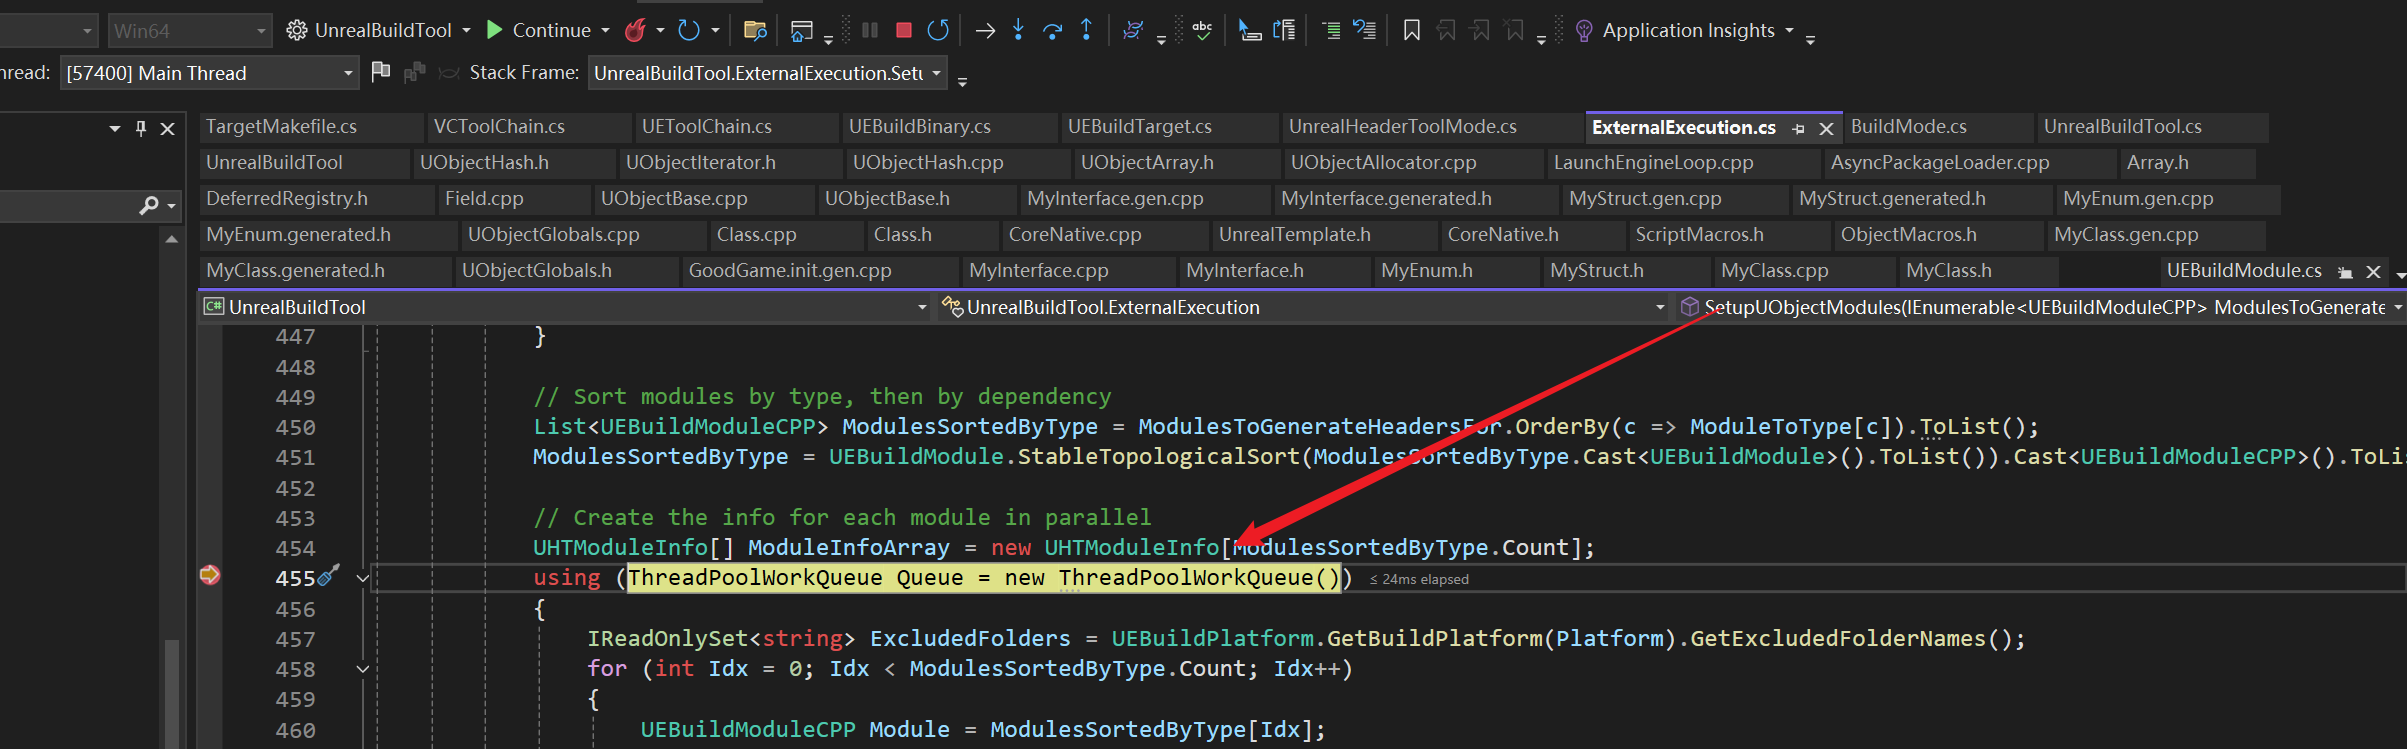 Win64 UnrealBuildTool Continue abc Application Insights
hread: [57400] Main Thread Stack Frame: UnrealBuildTool.ExternalExecution.Setu
TargetMakefile.cs VCToolChain.cs UEToolChain.cs UEBuildBinary.cs UEBuildTarget.cs UnrealHeaderToolMode.cs ExternalExecution.cs BuildMode.cs UnrealBuildTool.cs
UnrealBuildTool UObjectHash.h UObjectIterator.h UObjectHash.cpp UObjectArray.h UObjectAllocator.cpp LaunchEngineLoop.cpp AsyncPackageLoader.cpp Array.h
DeferredRegistry.h Field.cpp UObjectBase.cpp UObjectBase.h MyInterface.gen.cpp MyInterface.generated.h MyStruct.gen.cpp MyStruct.generated.h MyEnum.gen.cpp
MyEnum.generated.h UObjectGlobals.cpp Class.cpp Class.h CoreNative.cpp UnrealTemplate.h CoreNative.h ScriptMacros.h ObjectMacros.h MyClass.gen.cpp
MyClass.generated.h UObjectGlobals.h GoodGame.init.gen.cpp MyInterface.cpp MyInterface.h MyEnum.h MyStruct.h MyClass.cpp MyClass.h UEBuildModule.cs
C# UnrealBuildTool UnrealBuildTool.ExternalExecution SetupUObjectModules(IEnumerable<UEBuildModuleCPP> ModulesToGenerate
447 }
448
449 // Sort modules by type, then by dependency
450 List<UEBuildModuleCPP> ModulesSortedByType = ModulesToGenerateHeadersFor.OrderBy(c => ModuleToType[c]).ToList();
451 ModulesSortedByType = UEBuildModule.StableTopologicalSort(ModulesSortedByType.Cast<UEBuildModule>().ToList()).Cast<UEBuildModuleCPP>().ToLis
452
453 // Create the info for each module in parallel
454 UHTModuleInfo[] ModuleInfoArray = new UHTModuleInfo[ModulesSortedByType.Count];
455 using (ThreadPoolWorkQueue Queue = new ThreadPoolWorkQueue()) ≤ 24ms elapsed
456 {
457 IReadOnlySet<string> ExcludedFolders = UEBuildPlatform.GetBuildPlatform(Platform).GetExcludedFolderNames();
458 for (int Idx = 0; Idx < ModulesSortedByType.Count; Idx++)
459 {
460 UEBuildModuleCPP Module = ModulesSortedByType[Idx];